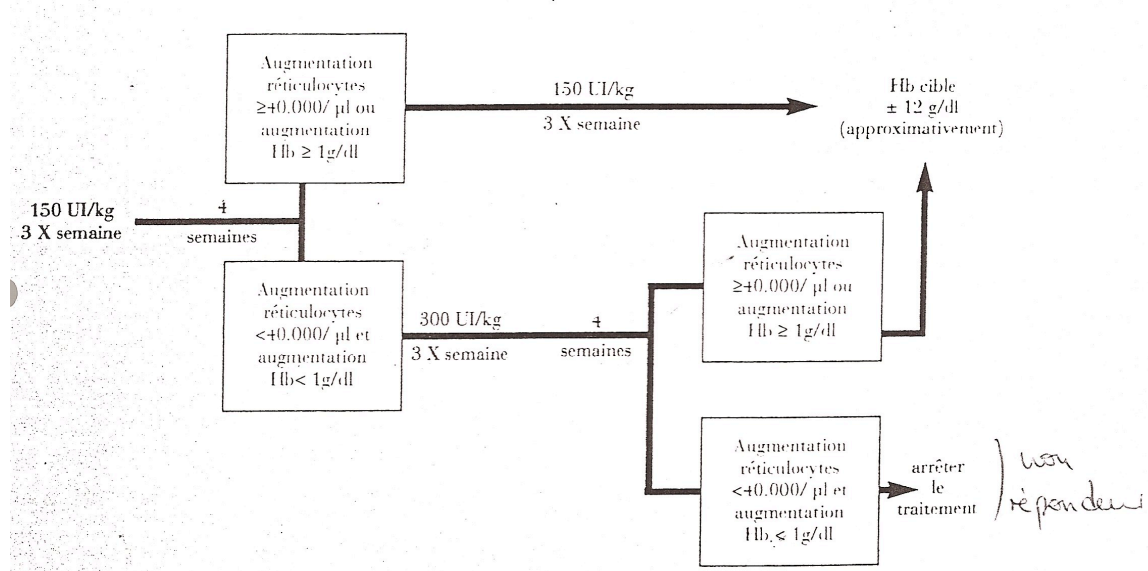 150 UI/kg
3 X semaine
4
semaines
Augmentation
réticulocytes
≥40.000/ µl ou
augmentation
Hb ≥ 1g/dl
150 UI/kg
3 X semaine
Hb cible
± 12 g/dl
(approximativement)
Augmentation
réticulocytes
<40.000/ µl et
augmentation
Hb< 1g/dl
300 UI/kg
3 X semaine
4
semaines
Augmentation
réticulocytes
≥40.000/ µl ou
augmentation
Hb ≥ 1g/dl
Augmentation
réticulocytes
<40.000/ µl et
augmentation
Hb < 1g/dl
arrêter
le
traitement
non
répondeur